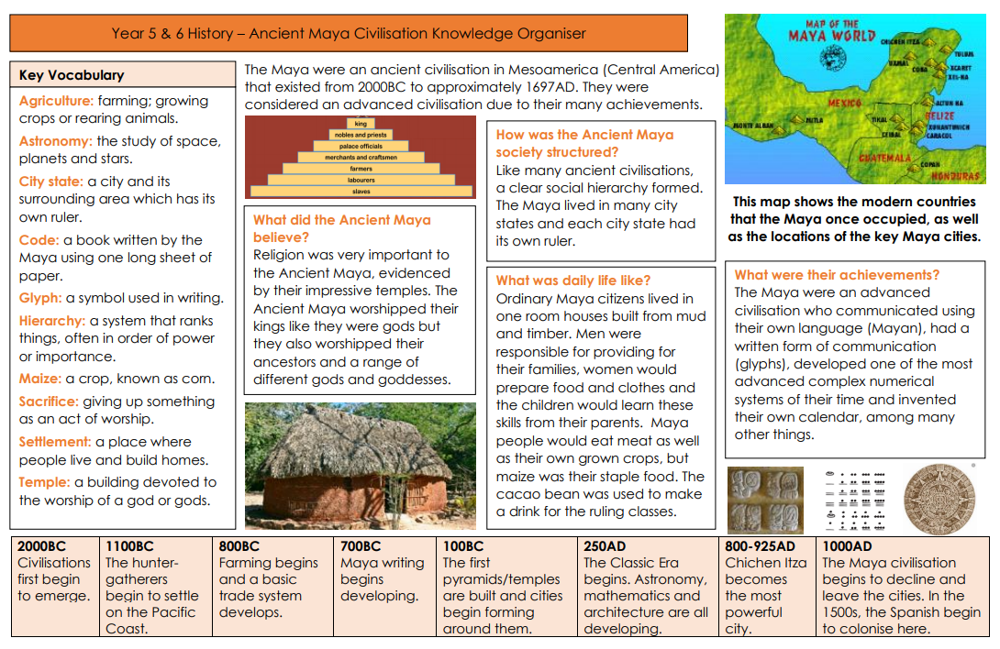 Year 5 & 6 History – Ancient Maya Civilisation Knowledge Organiser
Key Vocabulary
Agriculture: farming; growing
crops or rearing animals.
Astronomy: the study of space,
planets and stars.
City state: a city and its
surrounding area which has its
own ruler.
Code: a book written by the
Maya using one long sheet of
paper.
Glyph: a symbol used in writing.
Hierarchy: a system that ranks
things, often in order of power
or importance.
Maize: a crop, known as corn.
Sacrifice: giving up something
as an act of worship.
Settlement: a place where
people live and build homes.
Temple: a building devoted to
the worship of a god or gods.
The Maya were an ancient civilisation in Mesoamerica (Central America)
that existed from 2000BC to approximately 1697AD. They were
considered an advanced civilisation due to their many achievements.
king
nobles and priests
palace officials
merchants and craftsmen
farmers
labourers
slaves
What did the Ancient Maya
believe?
Religion was very important to
the Ancient Maya, evidenced
by their impressive temples. The
Ancient Maya worshipped their
kings like they were gods but
they also worshipped their
ancestors and a range of
different gods and goddesses.
How was the Ancient Maya
society structured?
Like many ancient civilisations,
a clear social hierarchy formed.
The Maya lived in many city
states and each city state had
its own ruler.
What was daily life like?
Ordinary Maya citizens lived in
one room houses built from mud
and timber. Men were
responsible for providing for
their families, women would
prepare food and clothes and
the children would learn these
skills from their parents. Maya
people would eat meat as well
as their own grown crops, but
maize was their staple food. The
cacao bean was used to make
a drink for the ruling classes.
MAP OF THE
MAYA WORLD
CHICHEN ITZA
TULUM
UXMAL
COBA
XCARET
XEL-HA
MEXICO
ALTUN HA
MONTE ALBAN
MITLA
TIKAL
BELIZE
XUNANTUNICH
CEIBAL
CARACOL
GUATEMALA
COPAN
HONDURAS
This map shows the modern countries
that the Maya once occupied, as well
as the locations of the key Maya cities.
What were their achievements?
The Maya were an advanced
civilisation who communicated using
their own language (Mayan), had a
written form of communication
(glyphs), developed one of the most
advanced complex numerical
systems of their time and invented
their own calendar, among many
other things.
2000BC
Civilisations
first begin
to emerge.
1100BC
The hunter-
gatherers
begin to settle
on the Pacific
Coast.
800BC
Farming begins
and a basic
trade system
develops.
700BC
Maya writing
begins
developing.
100BC
The first
pyramids/temples
are built and cities
begin forming
around them.
250AD
The Classic Era
begins. Astronomy,
mathematics and
architecture are all
developing.
800-925AD
Chichen Itza
becomes
the most
powerful
city.
1000AD
The Maya civilisation
begins to decline and
leave the cities. In the
1500s, the Spanish begin
to colonise here.